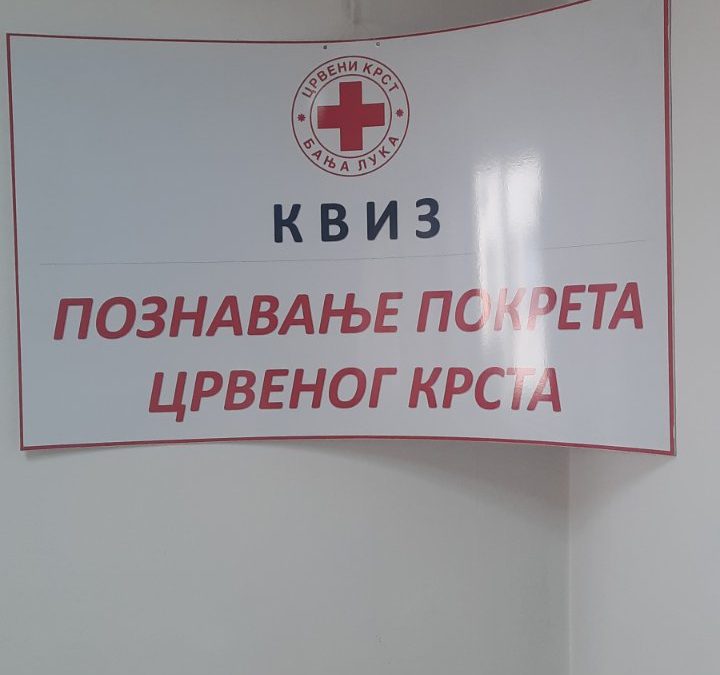 ЦРВЕНИ КРСТ
БАЊА ЛУКА
КВИЗ
ПОЗНАВАЊЕ ПОКРЕТА
ЦРВЕНОГ КРСТА